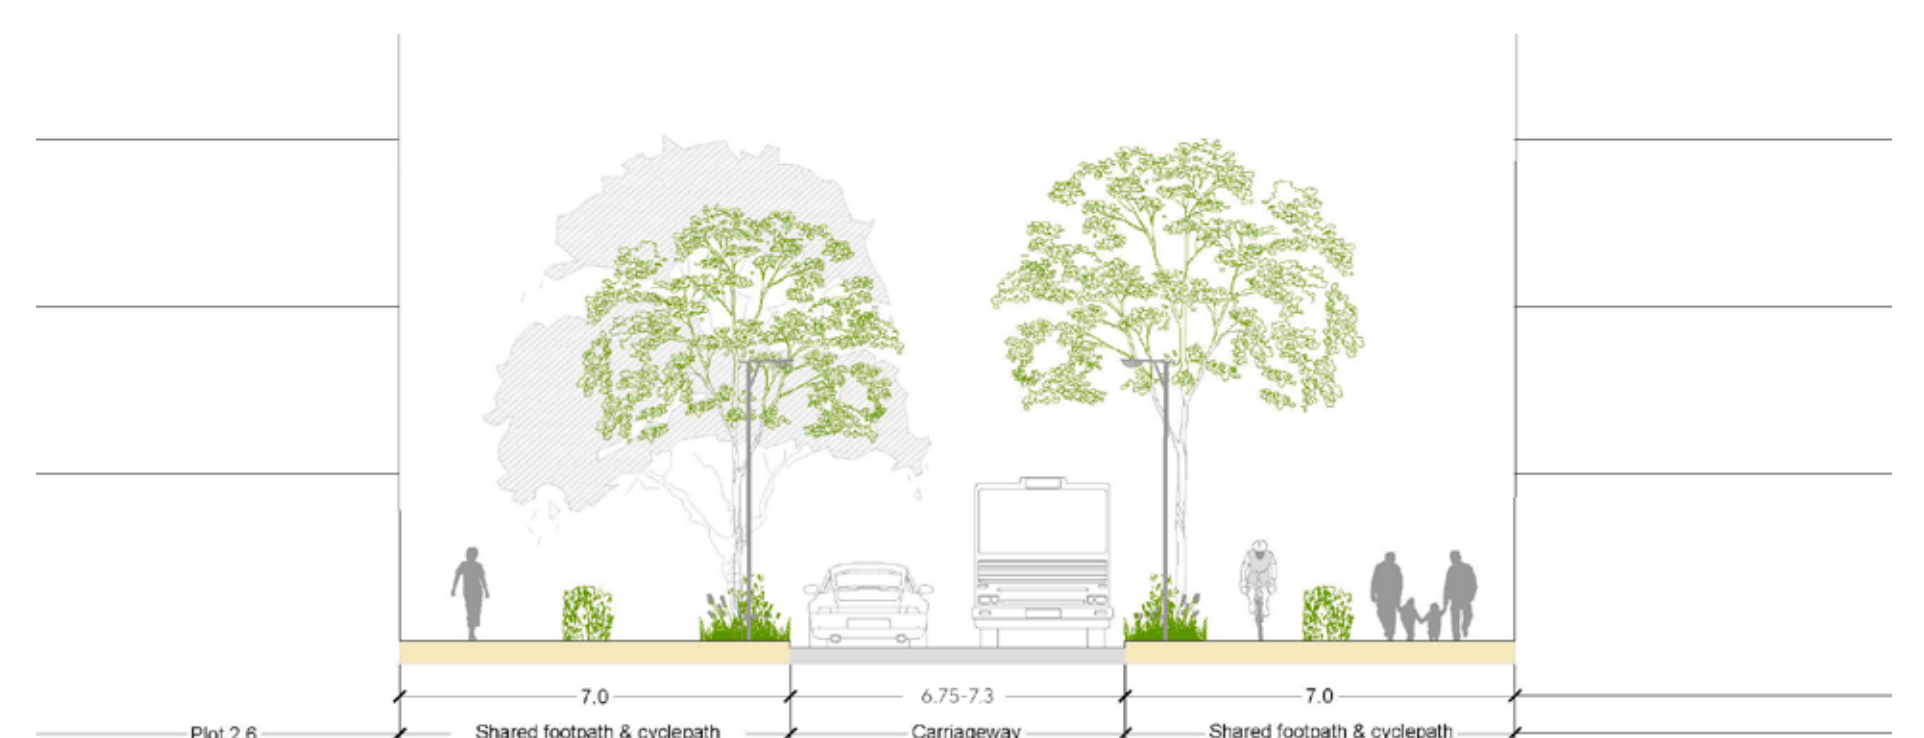 7.0 6.75-7.3 7.0
Plot 2.6 Shared footpath & cyclepath Carriageway Shared footpath & cyclepath